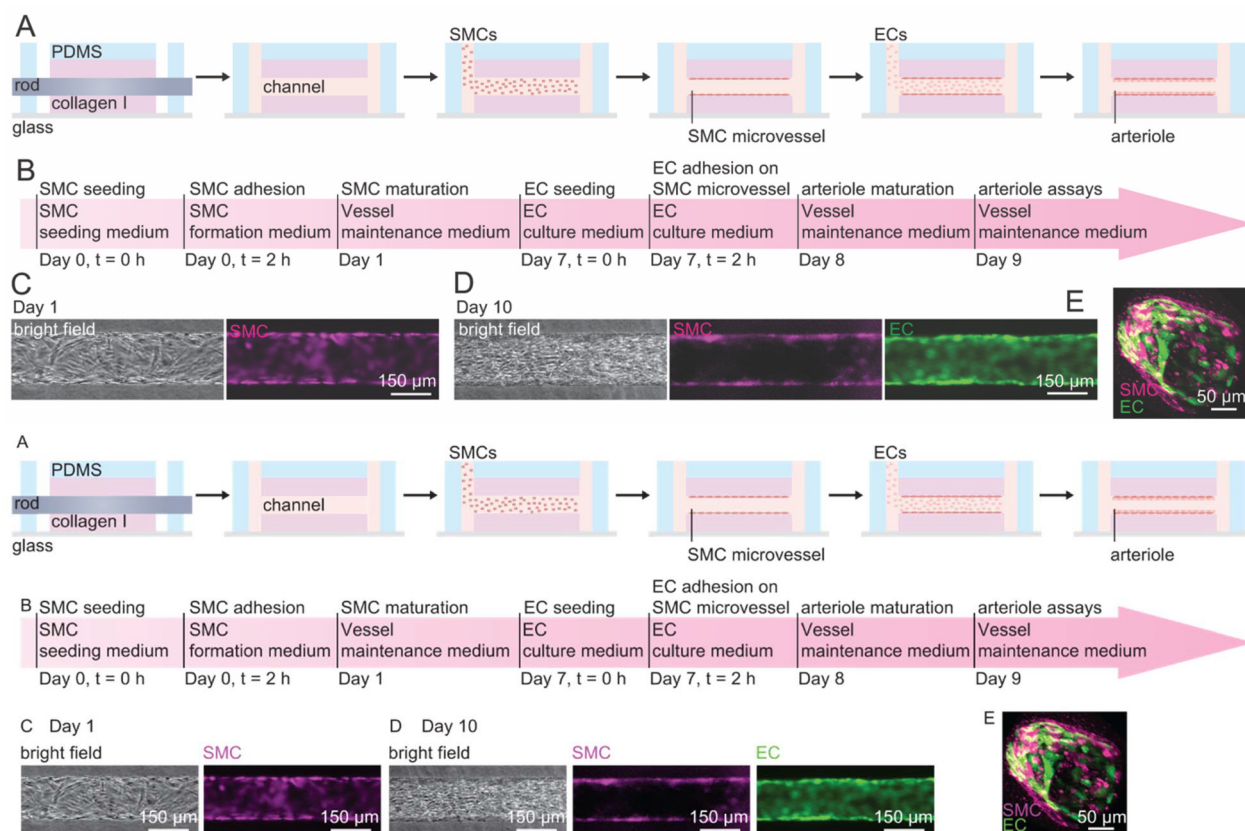 A
SMCs
ECs
PDMS
rod
channel
collagen I
glass
SMC microvessel
arteriole
B
EC adhesion on
SMC seeding SMC adhesion SMC maturation EC seeding SMC microvessel arteriole maturation arteriole assays
SMC SMC Vessel EC EC Vessel Vessel
seeding medium formation medium maintenance medium culture medium culture medium maintenance medium maintenance medium
Day 0, t = 0 h Day 0, t = 2 h Day 1 Day 7, t = 0 h Day 7, t = 2 h Day 8 Day 9
C
Day 1
bright field
SMC
150 μm
D
Day 10
bright field
SMC
EC
150 μm
E
SMC
EC
50 μm
A
SMCs
ECs
PDMS
rod
channel
collagen I
glass
SMC microvessel
arteriole
B
EC adhesion on
SMC seeding SMC adhesion SMC maturation EC seeding SMC microvessel arteriole maturation arteriole assays
SMC SMC Vessel EC EC Vessel Vessel
seeding medium formation medium maintenance medium culture medium culture medium maintenance medium maintenance medium
Day 0, t = 0 h Day 0, t = 2 h Day 1 Day 7, t = 0 h Day 7, t = 2 h Day 8 Day 9
C Day 1
bright field SMC
150 μm 150 μm
D Day 10
bright field SMC EC
150 μm 150 μm 150 μm
E
SMC
EC
50 μm